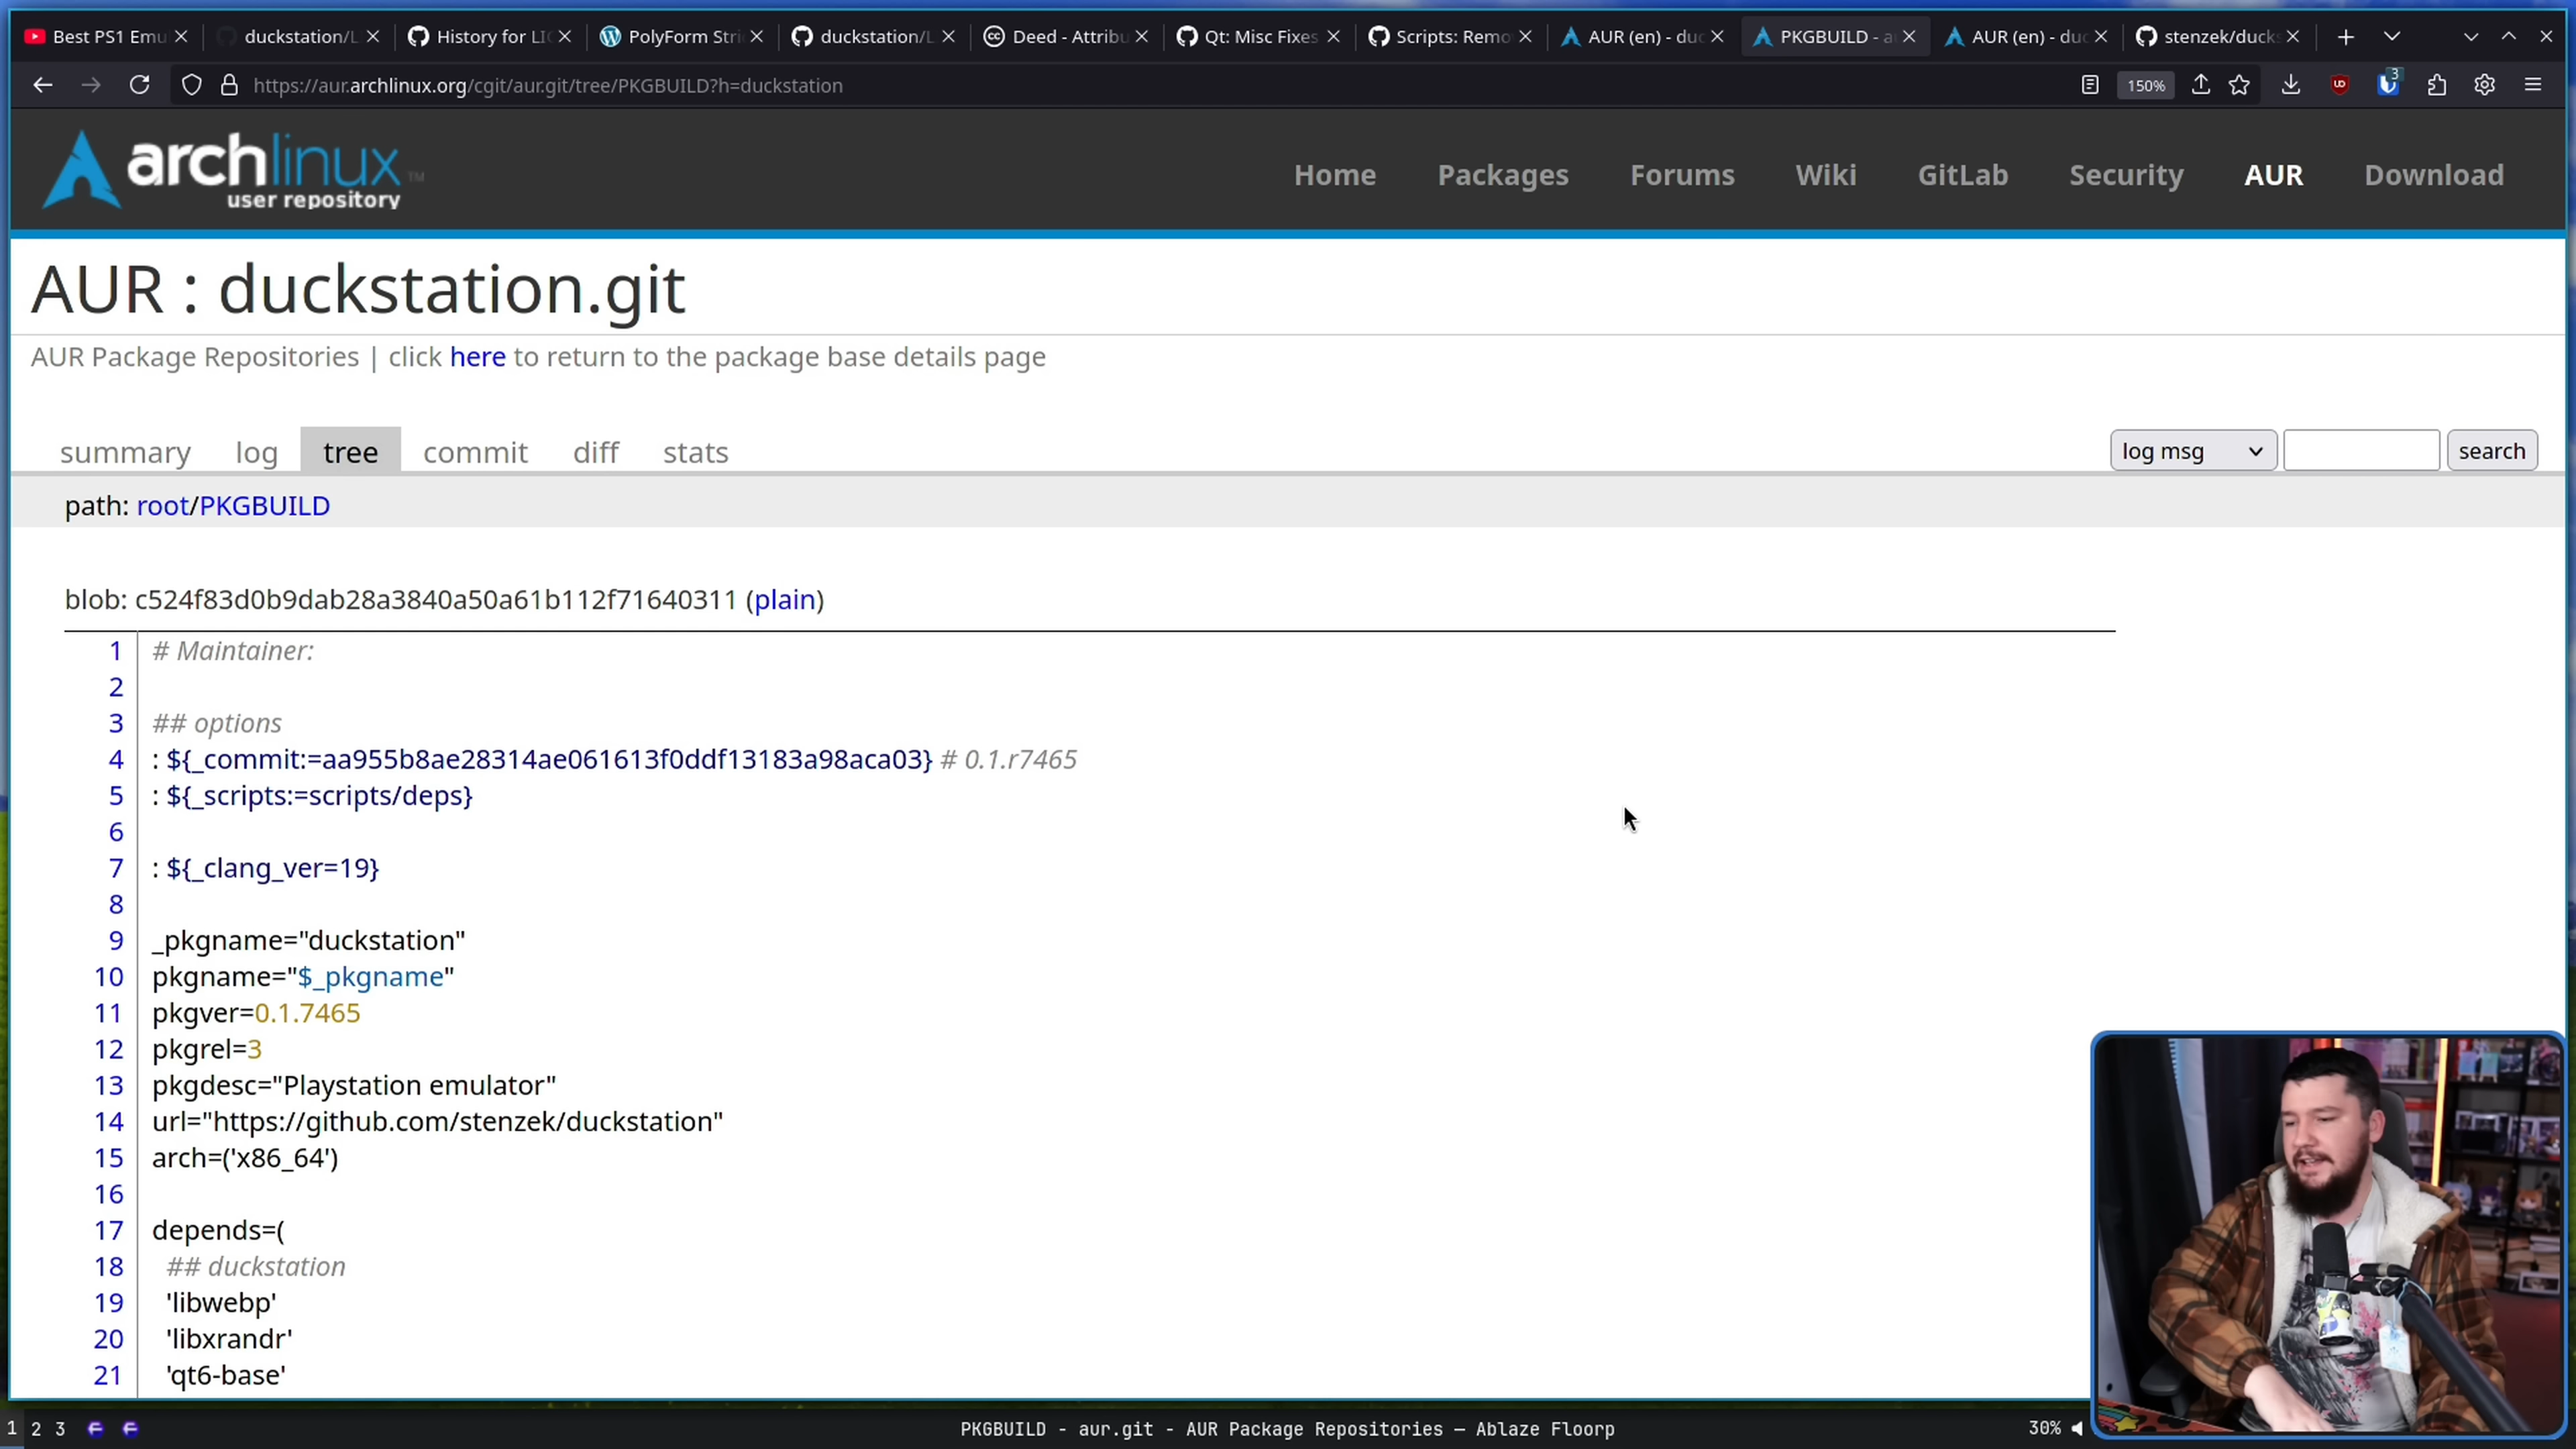 Best PS1 Emu
duckstation/L
History for LIC
PolyForm Stri
duckstation/L
Deed - Attribu
Qt: Misc Fixes
Scripts: Remo
AUR (en) - duc
PKGBUILD - a
AUR (en) - duc
stenzek/ducks
https://aur.archlinux.org/cgit/aur.git/tree/PKGBUILD?h=duckstation
150%
3
archlinux ™
user repository
Home Packages Forums Wiki GitLab Security AUR Download
AUR : duckstation.git
AUR Package Repositories | click here to return to the package base details page
summary log tree commit diff stats
log msg search
path: root/PKGBUILD
blob: c524f83d0b9dab28a3840a50a61b112f71640311 (plain)
1 # Maintainer:
2
3 ## options
4 : ${_commit:=aa955b8ae28314ae061613f0ddf13183a98aca03} # 0.1.r7465
5 : ${_scripts:=scripts/deps}
6
7 : ${_clang_ver=19}
8
9 _pkgname="duckstation"
10 pkgname="$_pkgname"
11 pkgver=0.1.7465
12 pkgrel=3
13 pkgdesc="Playstation emulator"
14 url="https://github.com/stenzek/duckstation"
15 arch=('x86_64')
16
17 depends=(
18 ## duckstation
19 'libwebp'
20 'libxrandr'
21 'qt6-base'
1 2 3
PKGBUILD - aur.git - AUR Package Repositories — Ablaze Floorp
30%